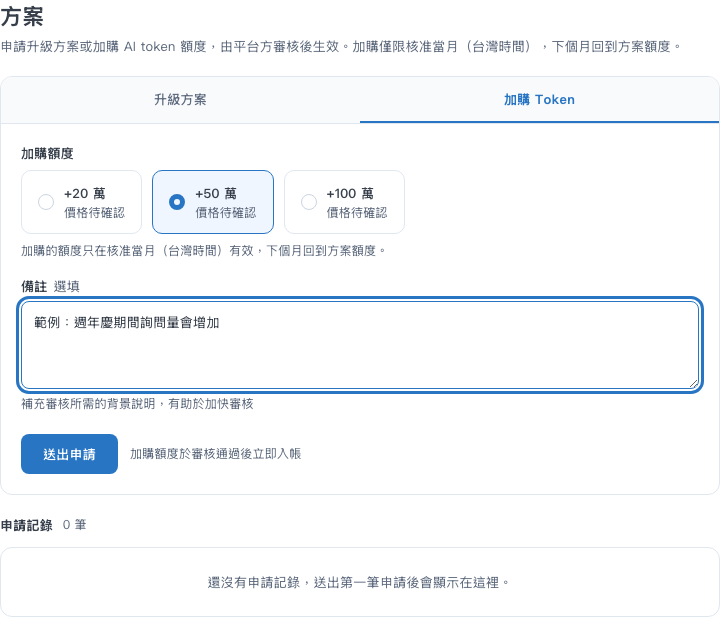 方案
申請升級方案或加購 AI token 額度，由平台方審核後生效。加購僅限核准當月（台灣時間），下個月回到方案額度。
升級方案
加購 Token
加購額度
+20 萬
價格待確認
+50 萬
價格待確認
+100 萬
價格待確認
加購的額度只在核准當月（台灣時間）有效，下個月回到方案額度。
備註 選填
範例：週年慶期間詢問量會增加
補充審核所需的背景說明，有助於加快審核
送出申請
加購額度於審核通過後立即入帳
申請記錄 0 筆
還沒有申請記錄，送出第一筆申請後會顯示在這裡。